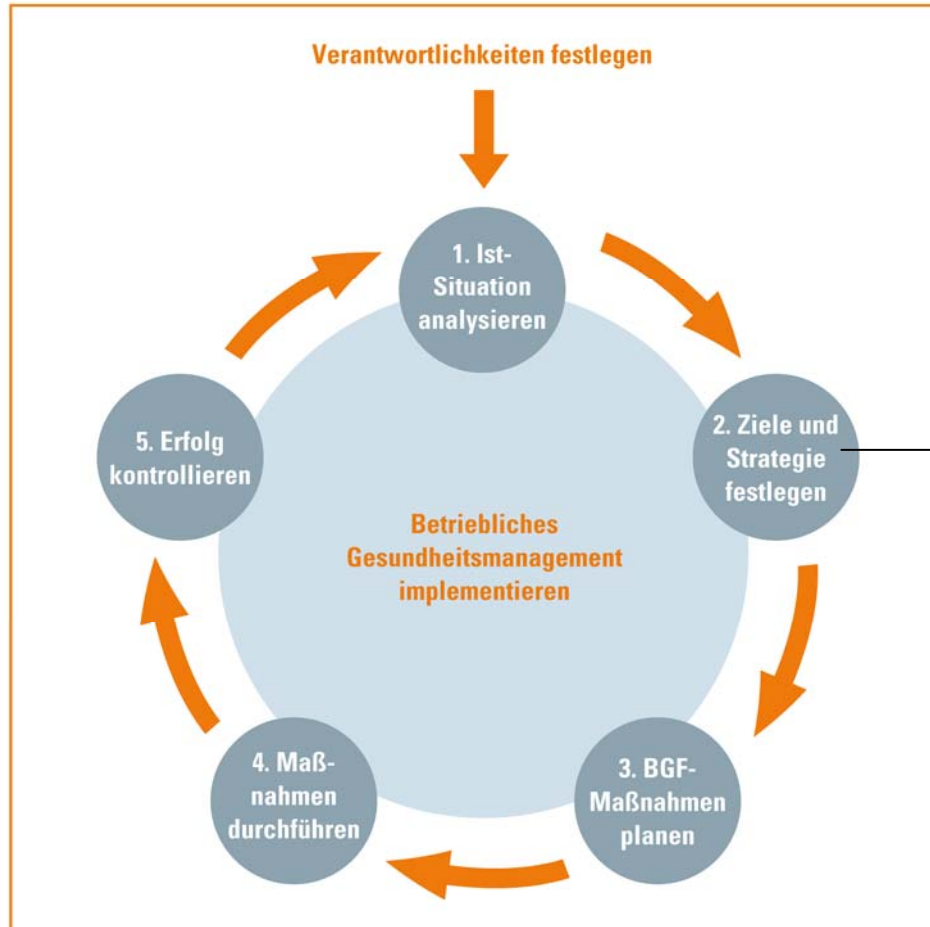 Verantwortlichkeiten festlegen
1. Ist-
Situation
analysieren
2. Ziele und
Strategie
festlegen
3. BGF-
Maßnahmen
planen
4. Maß-
nahmen
durchführen
5. Erfolg
kontrollieren
Betriebliches
Gesundheitsmanagement
implementieren